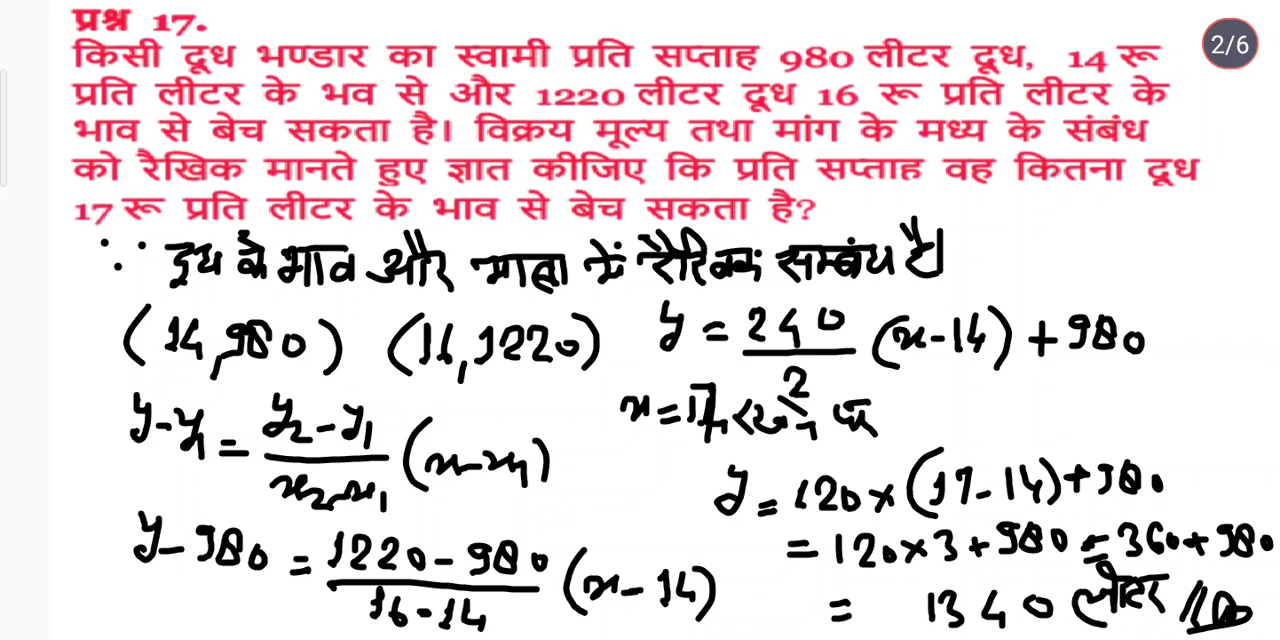 प्रश्न 17.
2/6
किसी दूध भण्डार का स्वामी प्रति सप्ताह 980 लीटर दूध, 14 रू
प्रति लीटर के भव से और 1220 लीटर दूध 16 रू प्रति लीटर के
भाव से बेच सकता है। विक्रय मूल्य तथा मांग के मध्य के संबंध
को रैखिक मानते हुए ज्ञात कीजिए कि प्रति सप्ताह वह कितना दूध
17 रू प्रति लीटर के भाव से बेच सकता है?
∵ दूध के भाव और मात्रा में रैखिक सम्बंध है।
(14,980) (16,1220)
y - y₁ = y₂-y₁/x₂-x₁ (x-x₁)
y - 980 = 1220-980/16-14 (x-14)
y = 240/2 (x-14) + 980
x = 17 रखने पर
y = 120 × (17-14) + 980
= 120×3 + 980 = 360 + 980
= 1340 लीटर